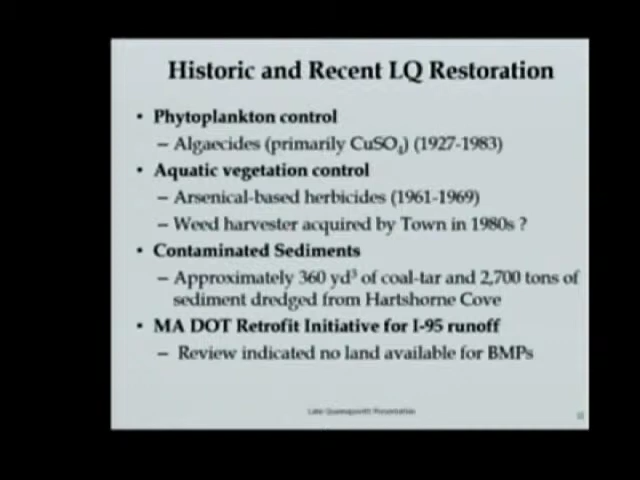 Historic and Recent LQ Restoration
• Phytoplankton control
– Algaecides (primarily CuSO₄) (1927-1983)
• Aquatic vegetation control
– Arsenical-based herbicides (1961-1969)
– Weed harvester acquired by Town in 1980s ?
• Contaminated Sediments
– Approximately 360 yd³ of coal-tar and 2,700 tons of
sediment dredged from Hartshorne Cove
• MA DOT Retrofit Initiative for I-95 runoff
– Review indicated no land available for BMPs
Lake Quannapowitt Presentation